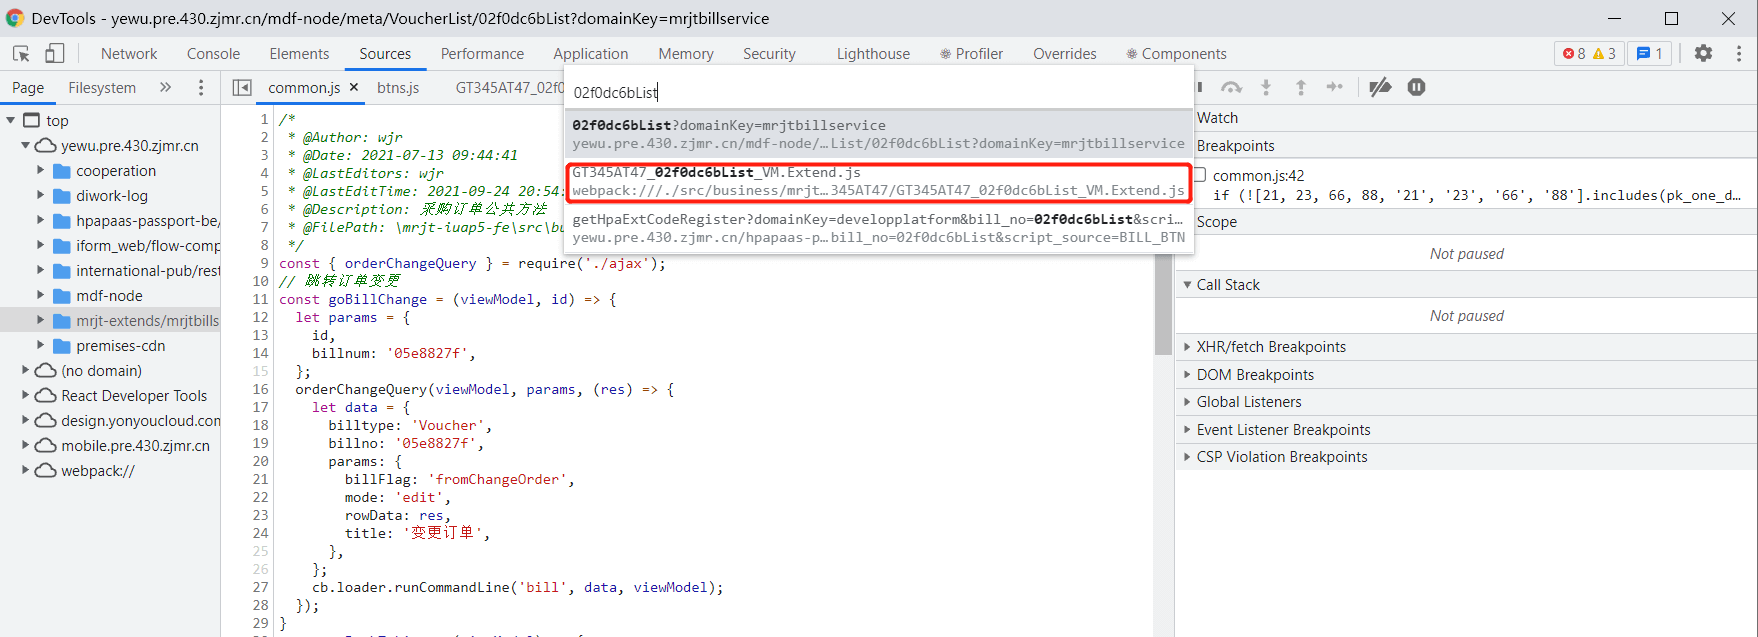 DevTools - yewu.pre.430.zjmr.cn/mdf-node/meta/VoucherList/02f0dc6bList?domainKey=mrjtbillservice
Network Console Elements Sources Performance Application Memory Security Lighthouse Profiler Overrides Components 8 3 1
Page Filesystem
common.js btns.js GT345AT47_02f0
02f0dc6bList
02f0dc6bList?domainKey=mrjtbillservice
yewu.pre.430.zjmr.cn/mdf-node/…List/02f0dc6bList?domainKey=mrjtbillservice
GT345AT47_02f0dc6bList_VM.Extend.js
webpack:///./src/business/mrjt…345AT47/GT345AT47_02f0dc6bList_VM.Extend.js
getHpaExtCodeRegister?domainKey=developplatform&bill_no=02f0dc6bList&scri…
yewu.pre.430.zjmr.cn/hpapaas-p…bill_no=02f0dc6bList&script_source=BILL_BTN
top
yewu.pre.430.zjmr.cn
cooperation
diwork-log
hpapaas-passport-be/
iform_web/flow-comp
international-pub/rest
mdf-node
mrjt-extends/mrjtbills
premises-cdn
(no domain)
React Developer Tools
design.yonyoucloud.com
mobile.pre.430.zjmr.cn
webpack://
1 /*
2 * @Author: wjr
3 * @Date: 2021-07-13 09:44:41
4 * @LastEditors: wjr
5 * @LastEditTime: 2021-09-24 20:54:
6 * @Description: 采购订单公共方法
7 * @FilePath: \mrjt-iuap5-fe\src\bu
8 */
9 const { orderChangeQuery } = require('./ajax');
10 // 跳转订单变更
11 const goBillChange = (viewModel, id) => {
12 let params = {
13 id,
14 billnum: '05e8827f',
15 };
16 orderChangeQuery(viewModel, params, (res) => {
17 let data = {
18 billtype: 'Voucher',
19 billno: '05e8827f',
20 params: {
21 billFlag: 'fromChangeOrder',
22 mode: 'edit',
23 rowData: res,
24 title: '变更订单',
25 },
26 };
27 cb.loader.runCommandLine('bill', data, viewModel);
28 });
29 }
Watch
Breakpoints
common.js:42
if (![21, 23, 66, 88, '21', '23', '66', '88'].includes(pk_one_d…
Scope
Not paused
Call Stack
Not paused
XHR/fetch Breakpoints
DOM Breakpoints
Global Listeners
Event Listener Breakpoints
CSP Violation Breakpoints